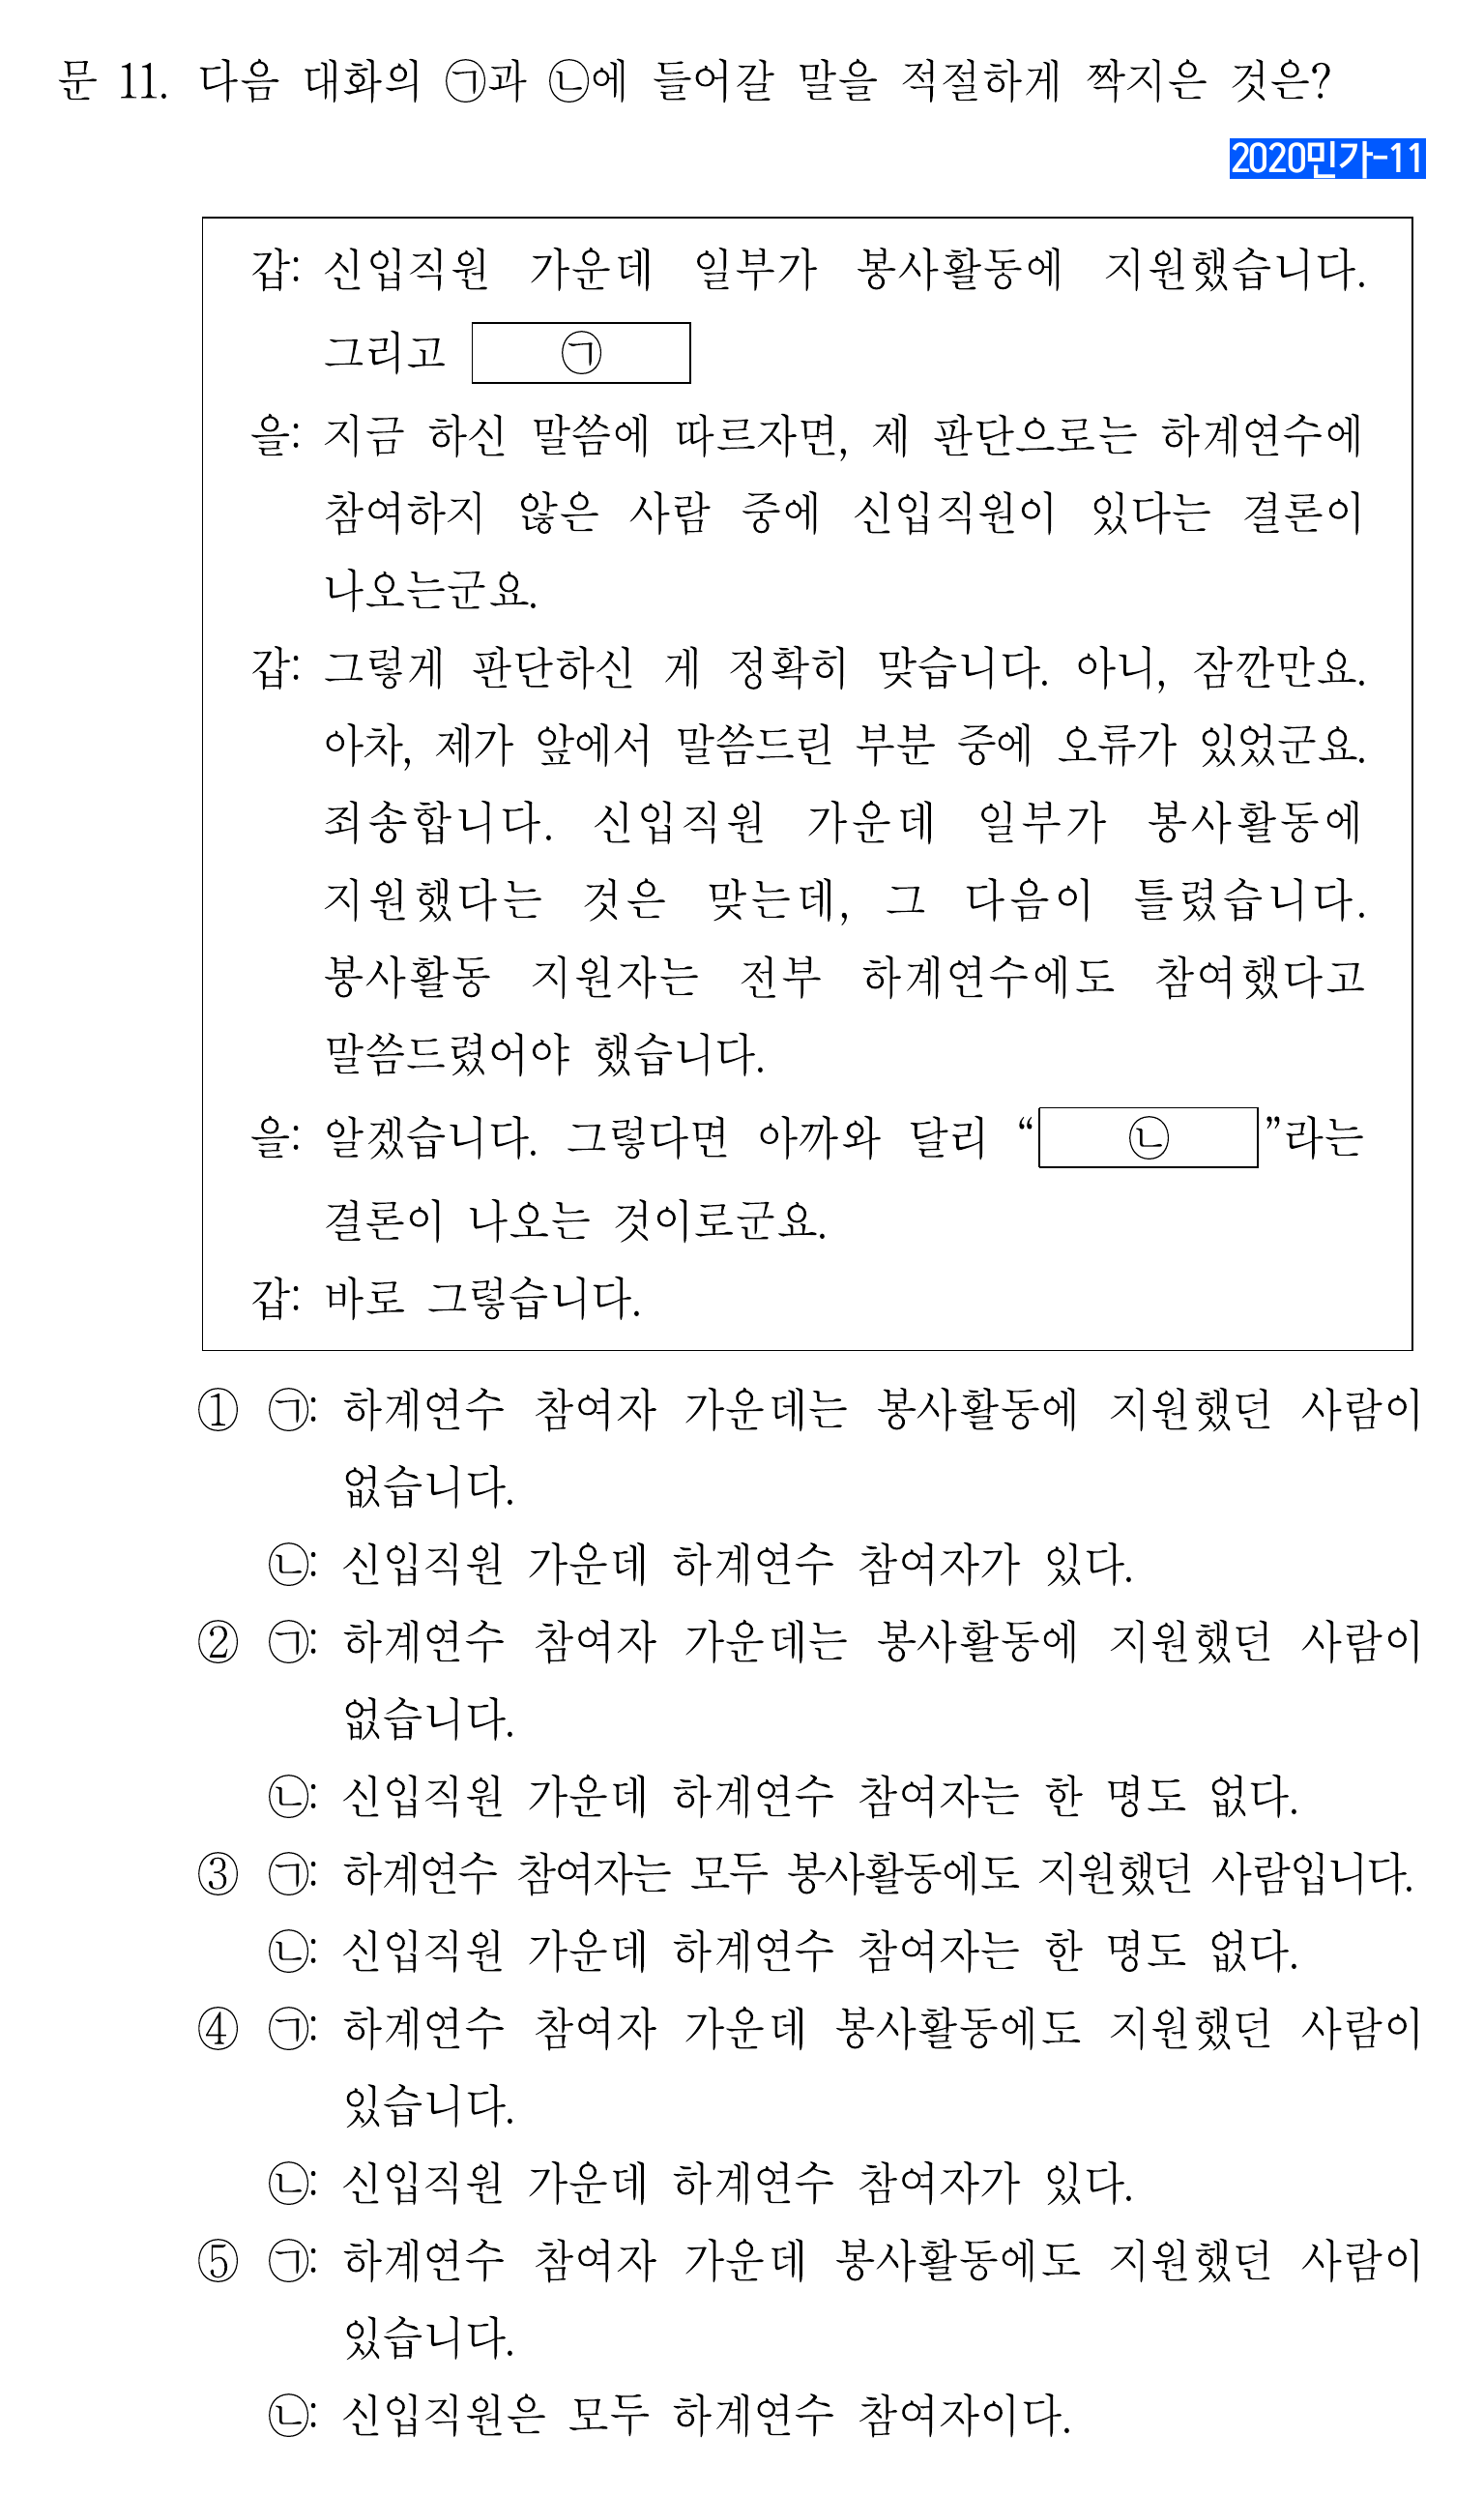 문 11. 다음 대화의 ㉠과 ㉡에 들어갈 말을 적절하게 짝지은 것은?
2020민가-11
갑: 신입직원 가운데 일부가 봉사활동에 지원했습니다.
그리고 ㉠
을: 지금 하신 말씀에 따르자면, 제 판단으로는 하계연수에
참여하지 않은 사람 중에 신입직원이 있다는 결론이
나오는군요.
갑: 그렇게 판단하신 게 정확히 맞습니다. 아니, 잠깐만요.
아차, 제가 앞에서 말씀드린 부분 중에 오류가 있었군요.
죄송합니다. 신입직원 가운데 일부가 봉사활동에
지원했다는 것은 맞는데, 그 다음이 틀렸습니다.
봉사활동 지원자는 전부 하계연수에도 참여했다고
말씀드렸어야 했습니다.
을: 알겠습니다. 그렇다면 아까와 달리 “㉡”라는
결론이 나오는 것이로군요.
갑: 바로 그렇습니다.
① ㉠: 하계연수 참여자 가운데는 봉사활동에 지원했던 사람이
없습니다.
㉡: 신입직원 가운데 하계연수 참여자가 있다.
② ㉠: 하계연수 참여자 가운데는 봉사활동에 지원했던 사람이
없습니다.
㉡: 신입직원 가운데 하계연수 참여자는 한 명도 없다.
③ ㉠: 하계연수 참여자는 모두 봉사활동에도 지원했던 사람입니다.
㉡: 신입직원 가운데 하계연수 참여자는 한 명도 없다.
④ ㉠: 하계연수 참여자 가운데 봉사활동에도 지원했던 사람이
있습니다.
㉡: 신입직원 가운데 하계연수 참여자가 있다.
⑤ ㉠: 하계연수 참여자 가운데 봉사활동에도 지원했던 사람이
있습니다.
㉡: 신입직원은 모두 하계연수 참여자이다.